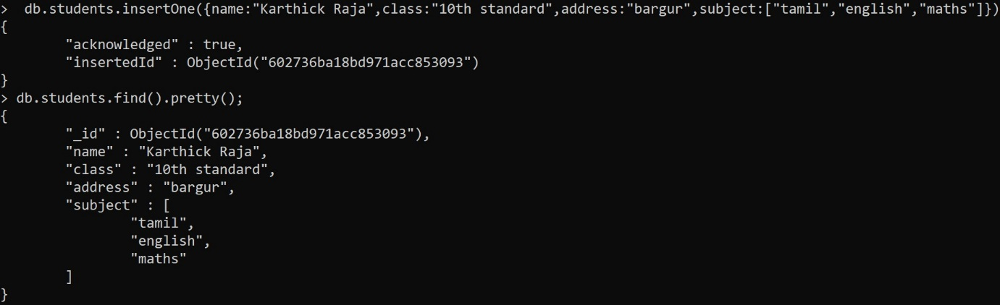 >  db.students.insertOne({name:"Karthick Raja",class:"10th standard",address:"bargur",subject:["tamil","english","maths"]})
{
        "acknowledged" : true,
        "insertedId" : ObjectId("602736ba18bd971acc853093")
}
> db.students.find().pretty();
{
        "_id" : ObjectId("602736ba18bd971acc853093"),
        "name" : "Karthick Raja",
        "class" : "10th standard",
        "address" : "bargur",
        "subject" : [
                "tamil",
                "english",
                "maths"
        ]
}